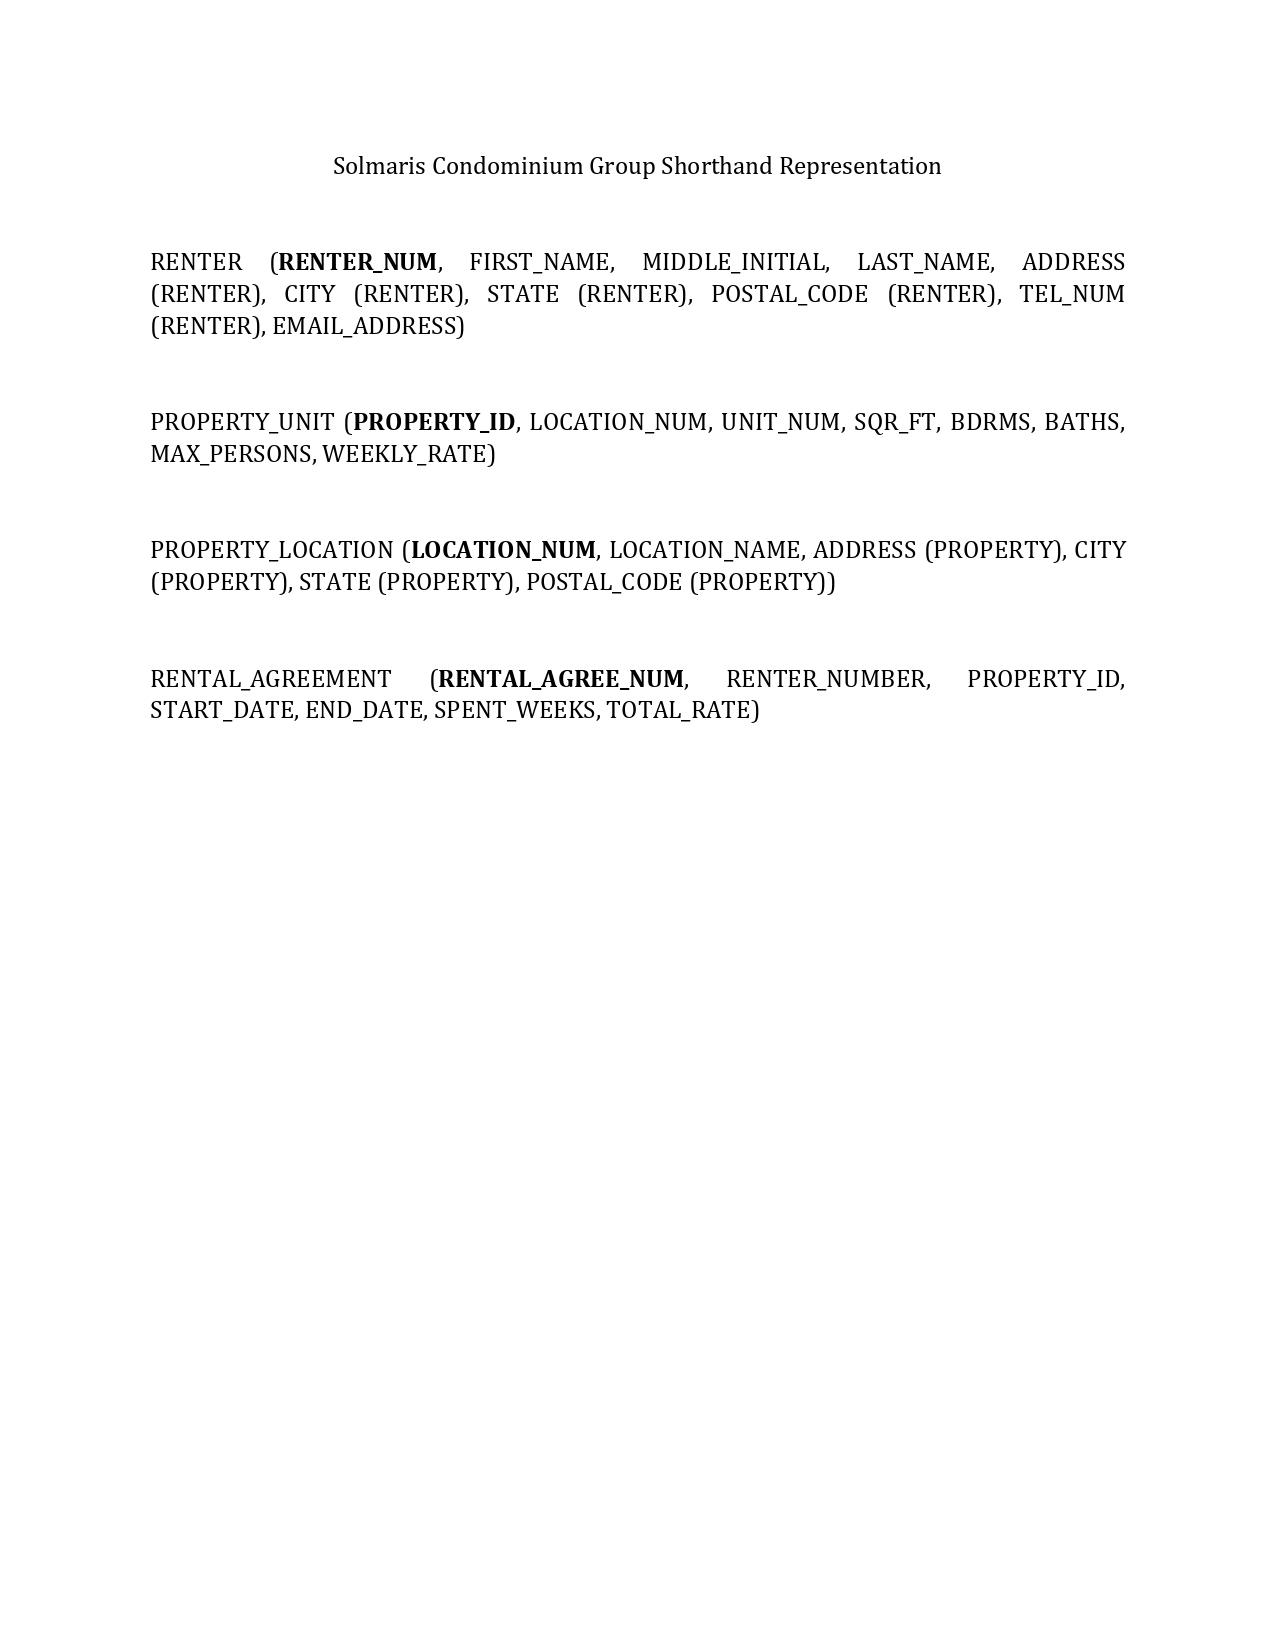 Solmaris Condominium Group Shorthand Representation
RENTER (RENTER_NUM, FIRST_NAME, MIDDLE_INITIAL, LAST_NAME, ADDRESS
(RENTER), CITY (RENTER), STATE (RENTER), POSTAL_CODE (RENTER), TEL_NUM
(RENTER), EMAIL_ADDRESS)
PROPERTY_UNIT (PROPERTY_ID, LOCATION_NUM, UNIT_NUM, SQR_FT, BDRMS, BATHS,
MAX_PERSONS, WEEKLY_RATE)
PROPERTY_LOCATION (LOCATION_NUM, LOCATION_NAME, ADDRESS (PROPERTY), CITY
(PROPERTY), STATE (PROPERTY), POSTAL_CODE (PROPERTY))
RENTAL_AGREEMENT (RENTAL_AGREE_NUM, RENTER_NUMBER, PROPERTY_ID,
START_DATE, END_DATE, SPENT_WEEKS, TOTAL_RATE)